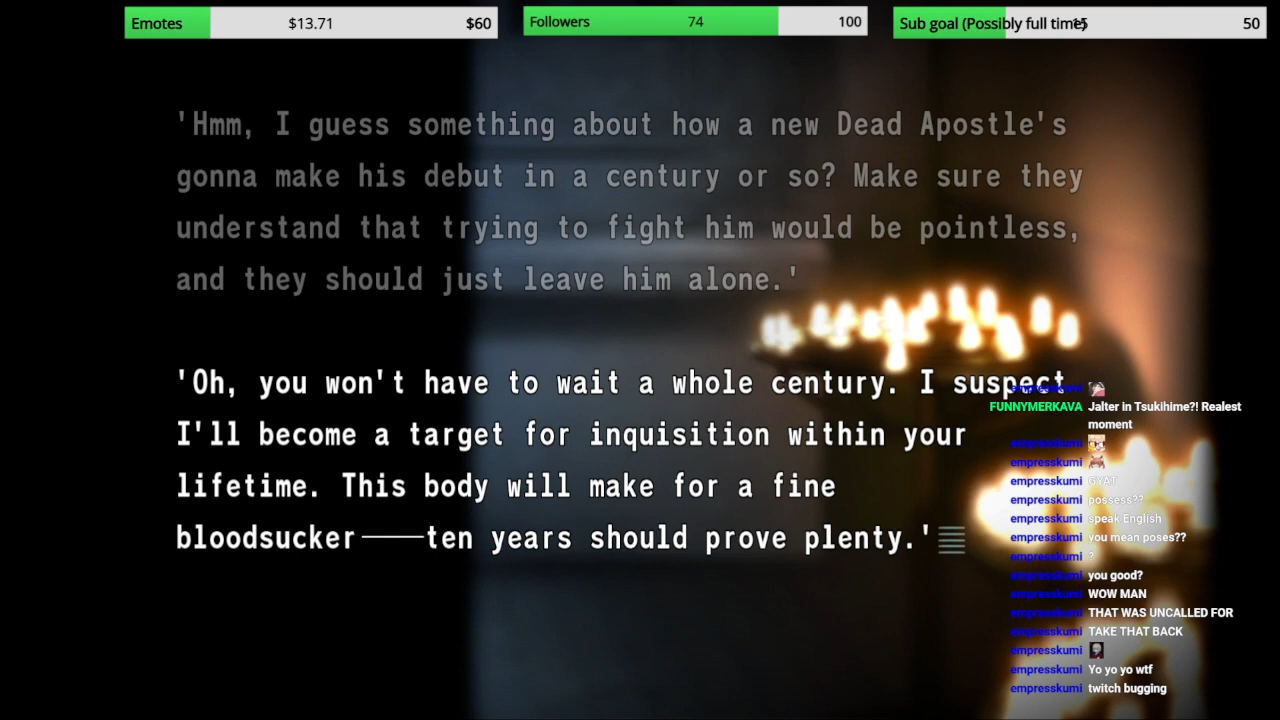 Emotes $13.71 $60
Followers 74 100
Sub goal (Possibly full time) 15 50
'Hmm, I guess something about how a new Dead Apostle's
gonna make his debut in a century or so? Make sure they
understand that trying to fight him would be pointless,
and they should just leave him alone.'
'Oh, you won't have to wait a whole century. I suspect
I'll become a target for inquisition within your
lifetime. This body will make for a fine
bloodsucker——ten years should prove plenty.'
empresskumi
FUNNYMERKAVA Jalter in Tsukihime?! Realest
moment
empresskumi
empresskumi
empresskumi GYAT
empresskumi possess??
empresskumi speak English
empresskumi you mean poses??
empresskumi ?
empresskumi you good?
empresskumi WOW MAN
empresskumi THAT WAS UNCALLED FOR
empresskumi TAKE THAT BACK
empresskumi
empresskumi Yo yo yo wtf
empresskumi twitch bugging